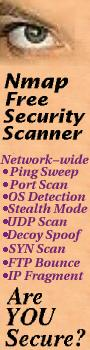 Nmap
Free
Security
Scanner
Network-wide
•Ping Sweep
•Port Scan
•OS Detection
•Stealth Mode
•UDP Scan
•Decoy Spoof
•SYN Scan
•FTP Bounce
•IP Fragment
Are
YOU
Secure?